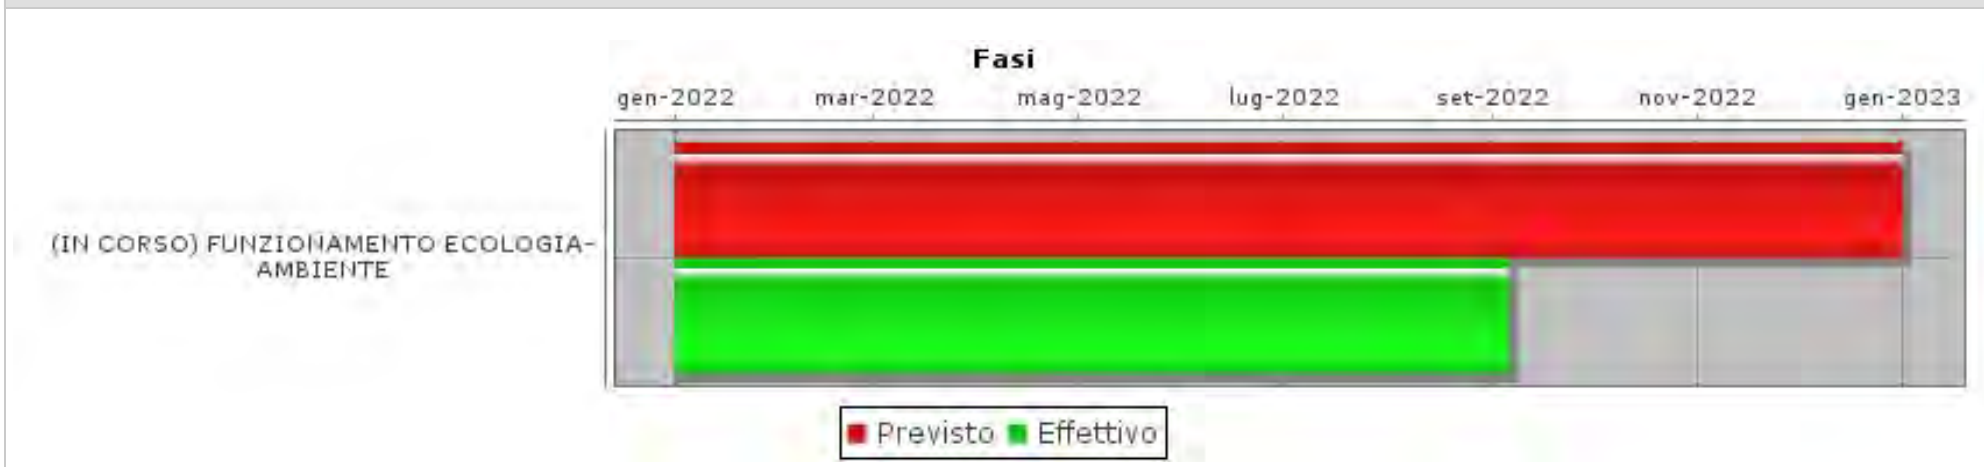 Fasi
gen-2022 mar-2022 mag-2022 lug-2022 set-2022 nov-2022 gen-2023
(IN CORSO) FUNZIONAMENTO ECOLOGIA-
AMBIENTE
Previsto Effettivo